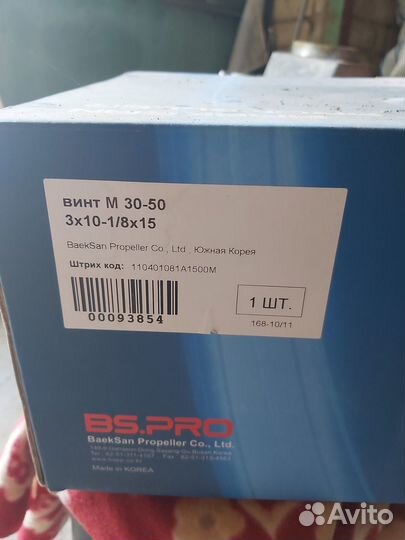 винт М 30-50
3x10-1/8x15
BaekSan Propeller Co., Ltd , Южная Корея
Штрих код: 110401081A1500M
00093854
1 ШТ.
168-10/11
BS.PRO
BaekSan Propeller Co., Ltd.
Made in KOREA
Avito